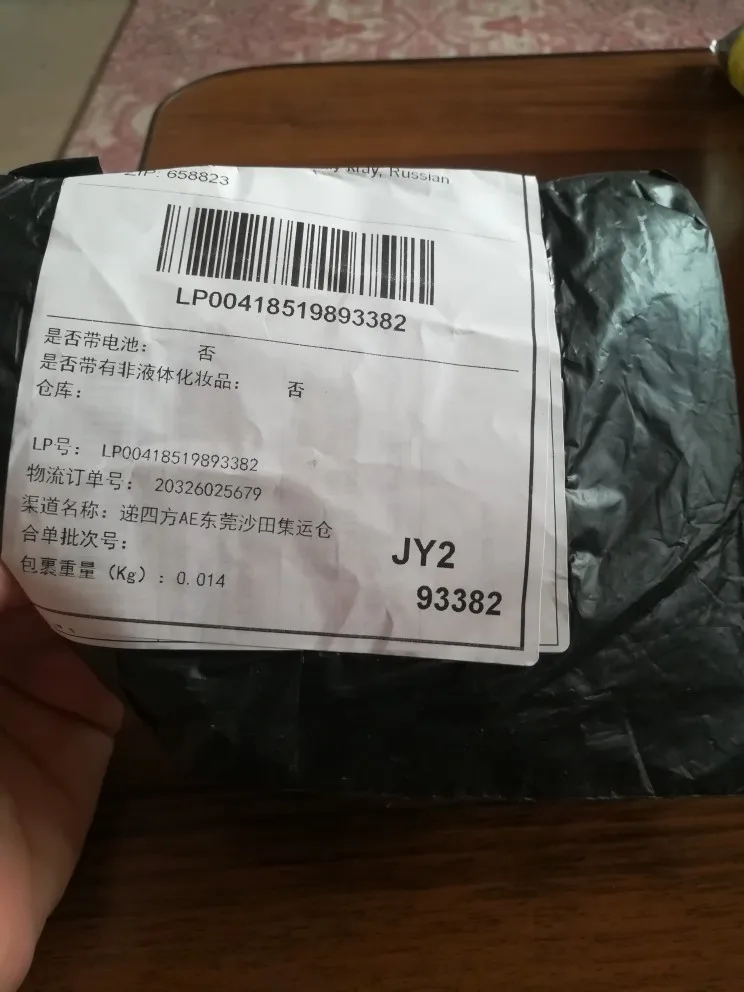 ZIP: 658823
kray, Russian
LP00418519893382
是否带电池: 否
是否带有非液体化妆品: 否
仓库:
LP号: LP00418519893382
物流订单号: 20326025679
渠道名称: 递四方AE东莞沙田集运仓
合单批次号:
包裹重量 (Kg) : 0.014
JY2
93382